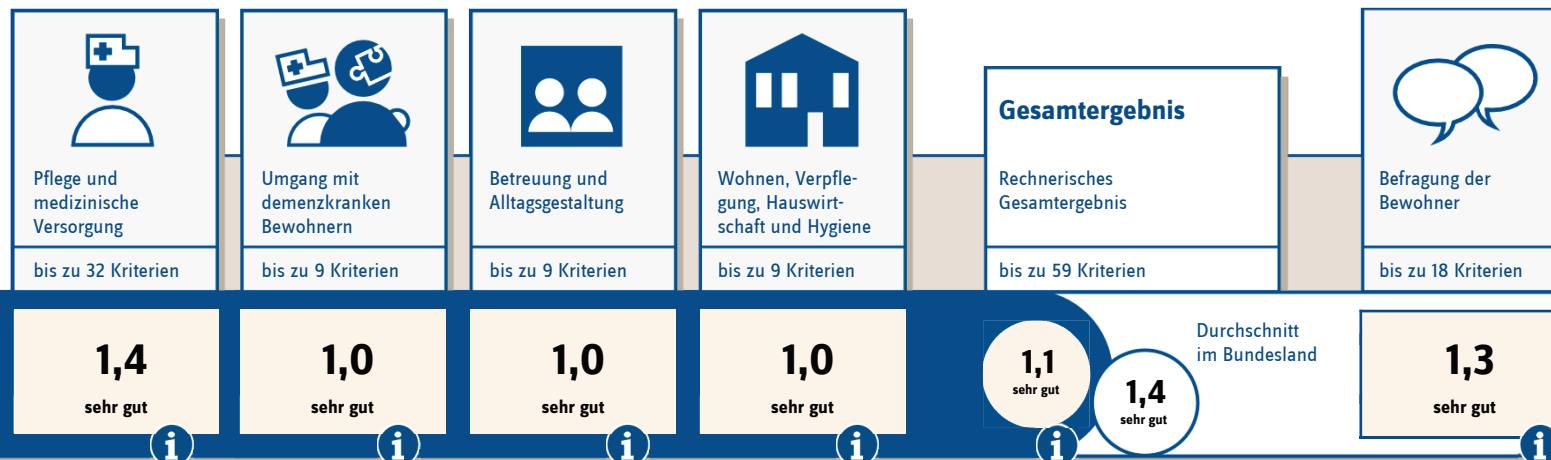 Pflege und
medizinische
Versorgung
bis zu 32 Kriterien
1,4
sehr gut
i
Umgang mit
demenzkranken
Bewohnern
bis zu 9 Kriterien
1,0
sehr gut
i
Betreuung und
Alltagsgestaltung
bis zu 9 Kriterien
1,0
sehr gut
i
Wohnen, Verpfle-
gung, Hauswirt-
schaft und Hygiene
bis zu 9 Kriterien
1,0
sehr gut
i
Gesamtergebnis
Rechnerisches
Gesamtergebnis
bis zu 59 Kriterien
1,1
sehr gut
i
Durchschnitt
im Bundesland
1,4
sehr gut
Befragung der
Bewohner
bis zu 18 Kriterien
1,3
sehr gut
i